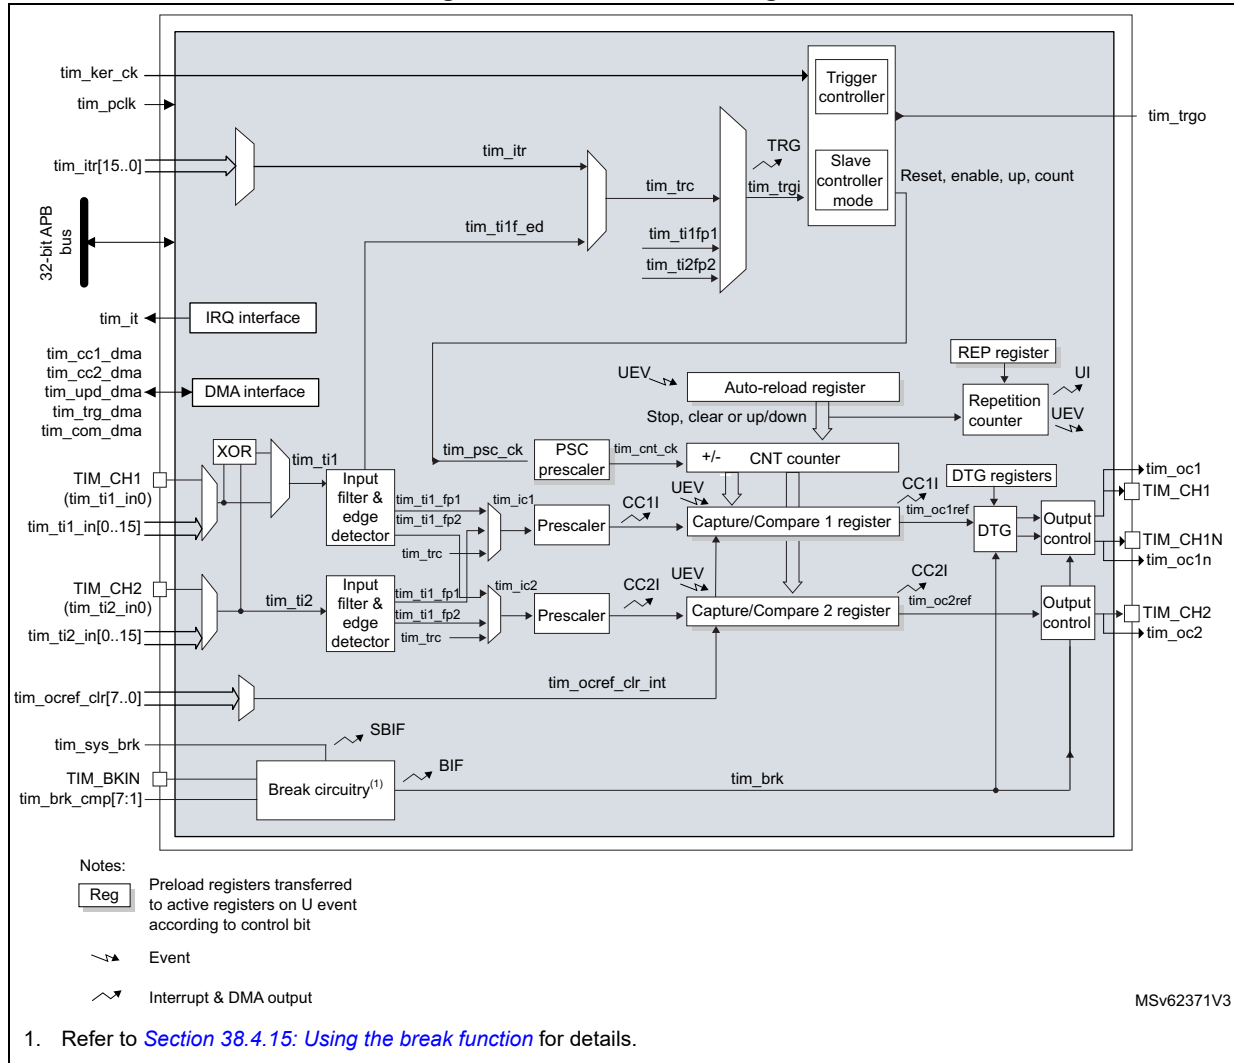 tim_ker_ck
Trigger
controller
tim_pclk
tim_trgo
TRG
tim_itr[15..0]
tim_itr
Slave
controller
mode
Reset, enable, up, count
tim_trc
tim_trgi
32-bit APB
bus
tim_ti1f_ed
tim_ti1fp1
tim_ti2fp2
tim_it
IRQ interface
tim_cc1_dma
tim_cc2_dma
tim_upd_dma
tim_trg_dma
tim_com_dma
DMA interface
REP register
UEV
Auto-reload register
UI
Repetition
counter
UEV
Stop, clear or up/down
XOR
tim_ti1
tim_psc_ck
PSC
prescaler
tim_cnt_ck
+/-
CNT counter
TIM_CH1
(tim_ti1_in0)
tim_ti1_in[0..15]
Input
filter &
edge
detector
tim_ti1_fp1
tim_ti1_fp2
tim_trc
tim_ic1
Prescaler
CC1I
UEV
Capture/Compare 1 register
CC1I
tim_oc1ref
DTG registers
DTG
Output
control
tim_oc1
TIM_CH1
TIM_CH1N
tim_oc1n
TIM_CH2
(tim_ti2_in0)
tim_ti2_in[0..15]
tim_ti2
Input
filter &
edge
detector
tim_ti1_fp1
tim_ti1_fp2
tim_trc
tim_ic2
Prescaler
CC2I
UEV
Capture/Compare 2 register
CC2I
tim_oc2ref
Output
control
TIM_CH2
tim_oc2
tim_ocref_clr[7..0]
tim_ocref_clr_int
tim_sys_brk
SBIF
TIM_BKIN
tim_brk_cmp[7:1]
Break circuitry(1)
BIF
tim_brk
Notes:
Reg
Preload registers transferred
to active registers on U event
according to control bit
Event
Interrupt & DMA output
MSv62371V3
1. Refer to Section 38.4.15: Using the break function for details.